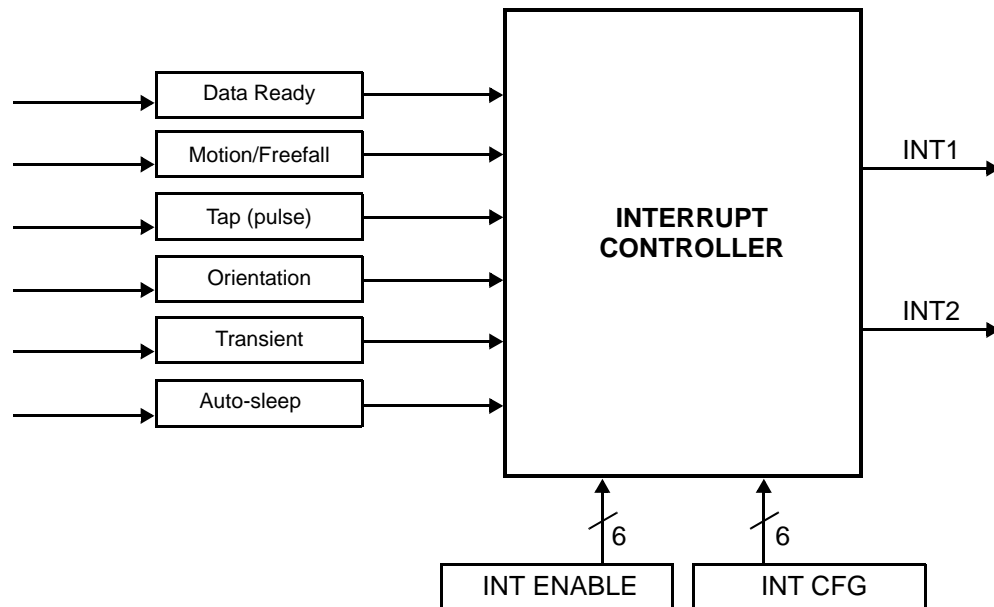 Data Ready
Motion/Freefall
Tap (pulse)
Orientation
Transient
Auto-sleep
INTERRUPT
CONTROLLER
INT1
INT2
6
6
INT ENABLE
INT CFG